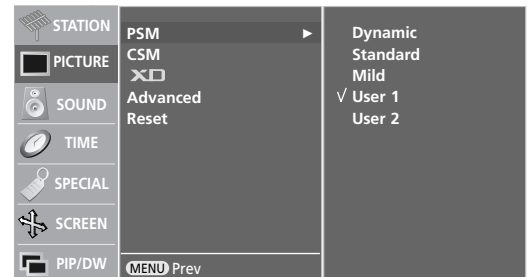 STATION
PICTURE
SOUND
TIME
SPECIAL
SCREEN
PIP/DW
PSM
CSM
XD
Advanced
Reset
MENU Prev
Dynamic
Standard
Mild
√ User 1
User 2